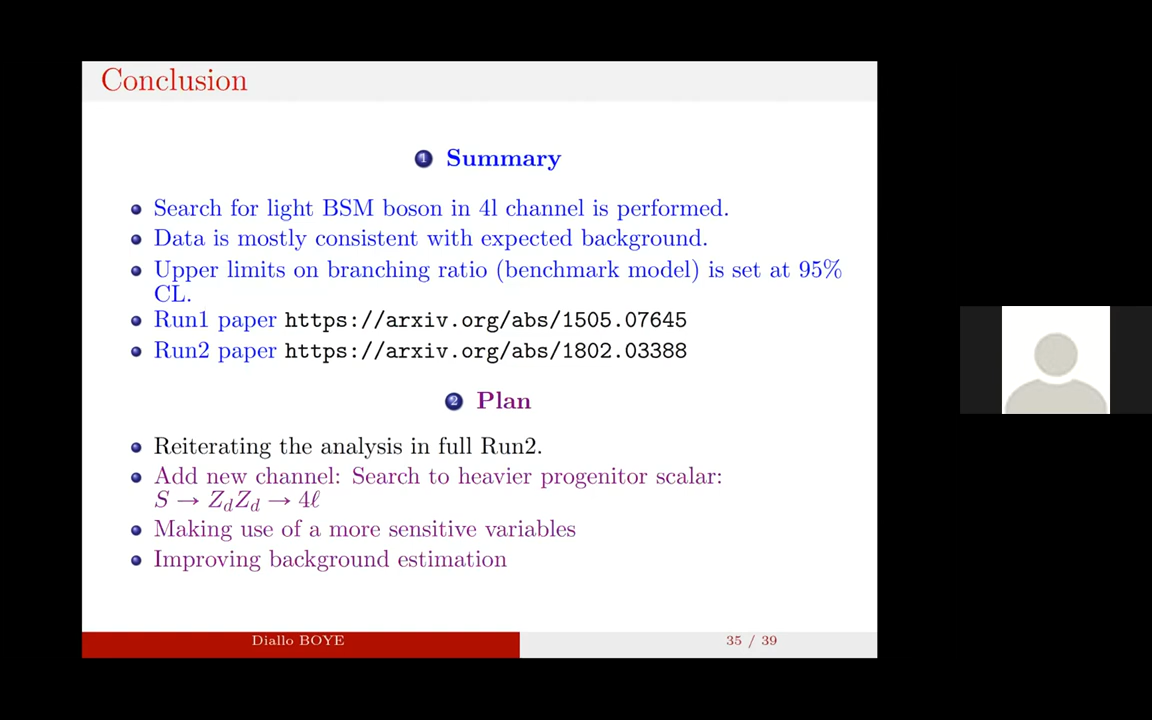 Conclusion
1 Summary
Search for light BSM boson in 4l channel is performed.
Data is mostly consistent with expected background.
Upper limits on branching ratio (benchmark model) is set at 95%
CL.
Run1 paper https://arxiv.org/abs/1505.07645
Run2 paper https://arxiv.org/abs/1802.03388
2 Plan
Reiterating the analysis in full Run2.
Add new channel: Search to heavier progenitor scalar:
S → Z_dZ_d → 4ℓ
Making use of a more sensitive variables
Improving background estimation
Diallo BOYE
35 / 39